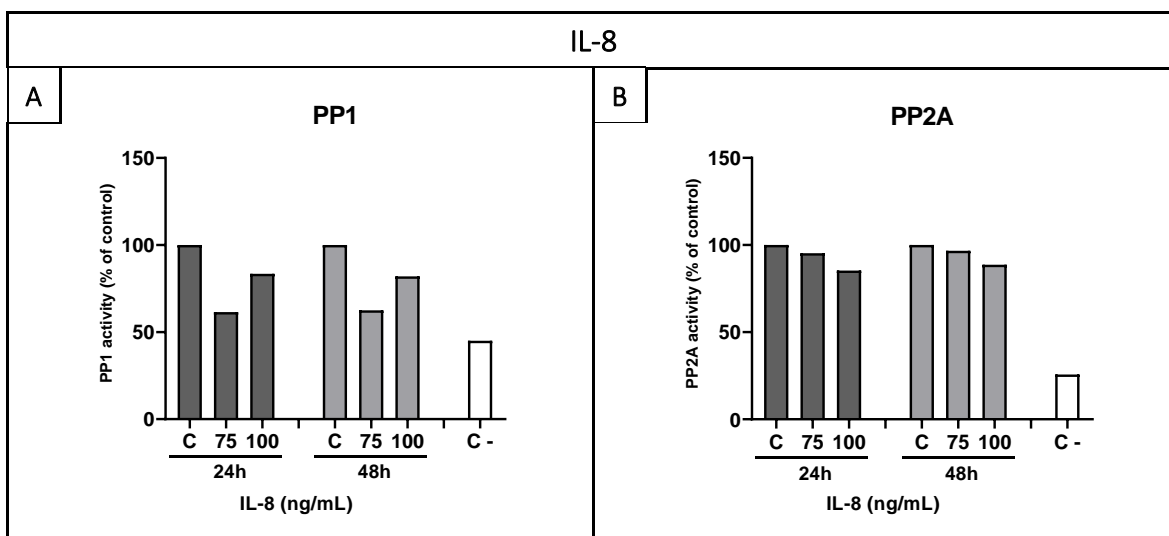 IL-8
A
PP1
PP1 activity (% of control)
150
100
50
0
C 75 100 C 75 100 C -
24h 48h
IL-8 (ng/mL)
B
PP2A
PP2A activity (% of control)
150
100
50
0
C 75 100 C 75 100 C -
24h 48h
IL-8 (ng/mL)